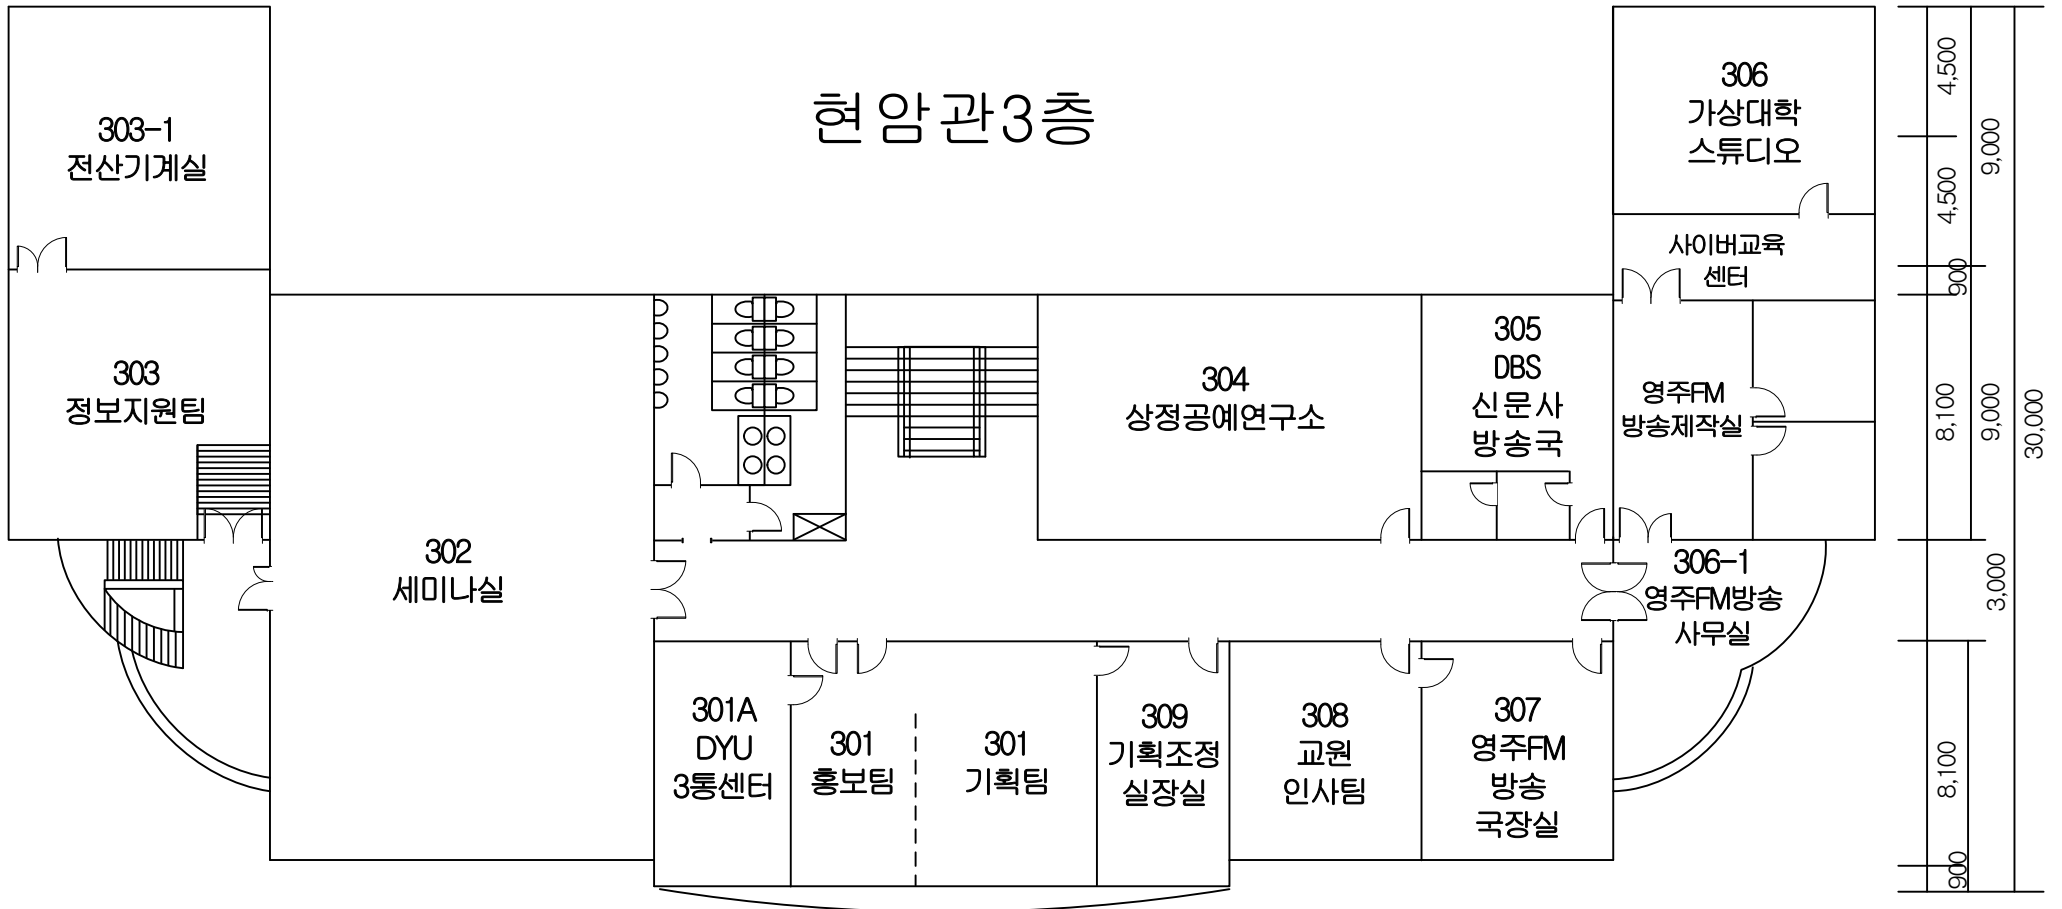 현암관3층
303-1
전산기계실
303
정보지원팀
302
세미나실
304
상정공예연구소
305
DBS
신문사
방송국
306
가상대학
스튜디오
사이버교육
센터
영주FM
방송제작실
306-1
영주FM방송
사무실
301A
DYU
3통센터
301
홍보팀
301
기획팀
309
기획조정
실장실
308
교원
인사팀
307
영주FM
방송
국장실
4,500
4,500
900
8,100
8,100
900
9,000
9,000
3,000
30,000